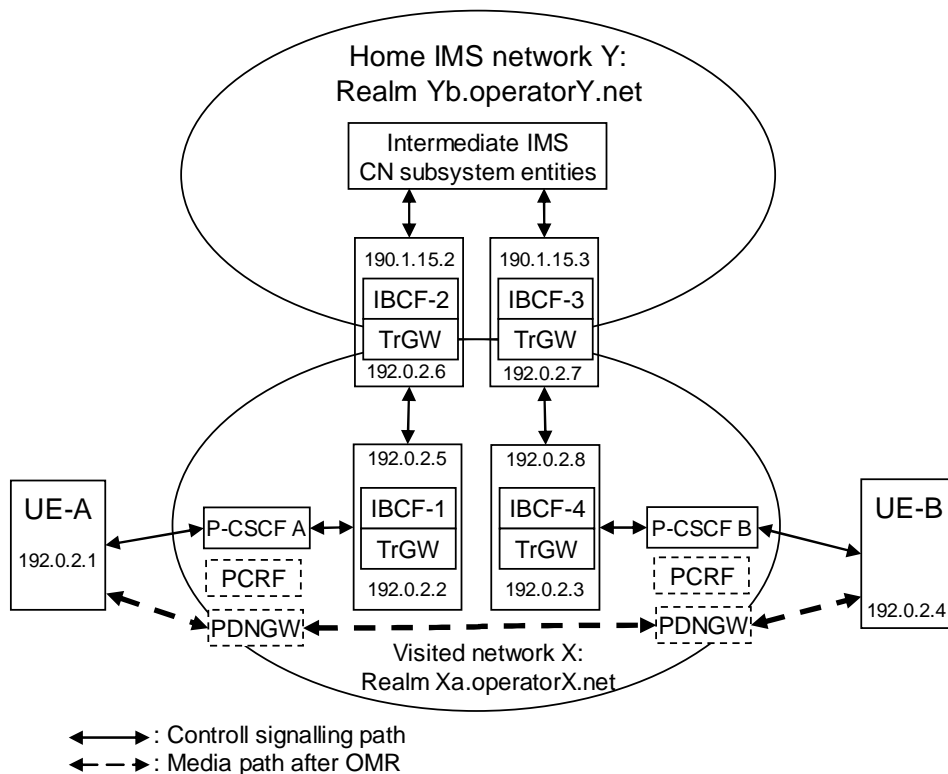 Home IMS network Y:
Realm Yb.operatorY.net
Intermediate IMS
CN subsystem entities
190.1.15.2
190.1.15.3
IBCF-2
IBCF-3
TrGW
TrGW
192.0.2.6
192.0.2.7
192.0.2.5
192.0.2.8
UE-A
192.0.2.1
P-CSCF A
IBCF-1
IBCF-4
P-CSCF B
UE-B
TrGW
TrGW
PCRF
PCRF
192.0.2.2
192.0.2.3
192.0.2.4
PDNGW
PDNGW
Visited network X:
Realm Xa.operatorX.net
: Controll signalling path
: Media path after OMR